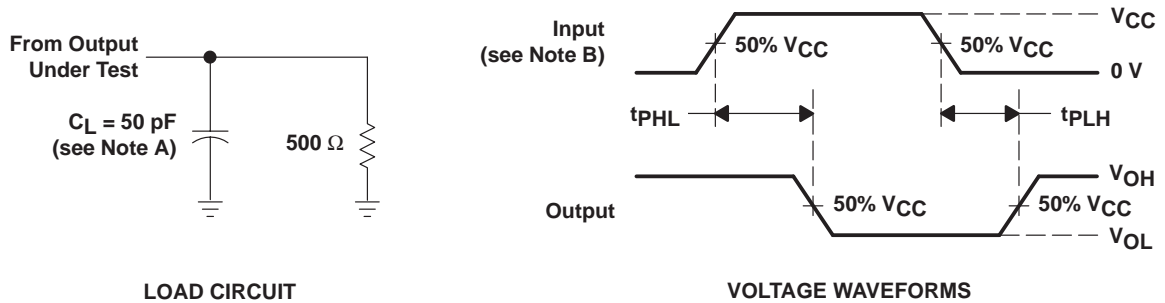 From Output
Under Test
CL = 50 pF
(see Note A)
500 Ω
LOAD CIRCUIT
Input
(see Note B)
50% VCC
50% VCC
VCC
0 V
tPHL
tPLH
Output
50% VCC
50% VCC
VOH
VOL
VOLTAGE WAVEFORMS